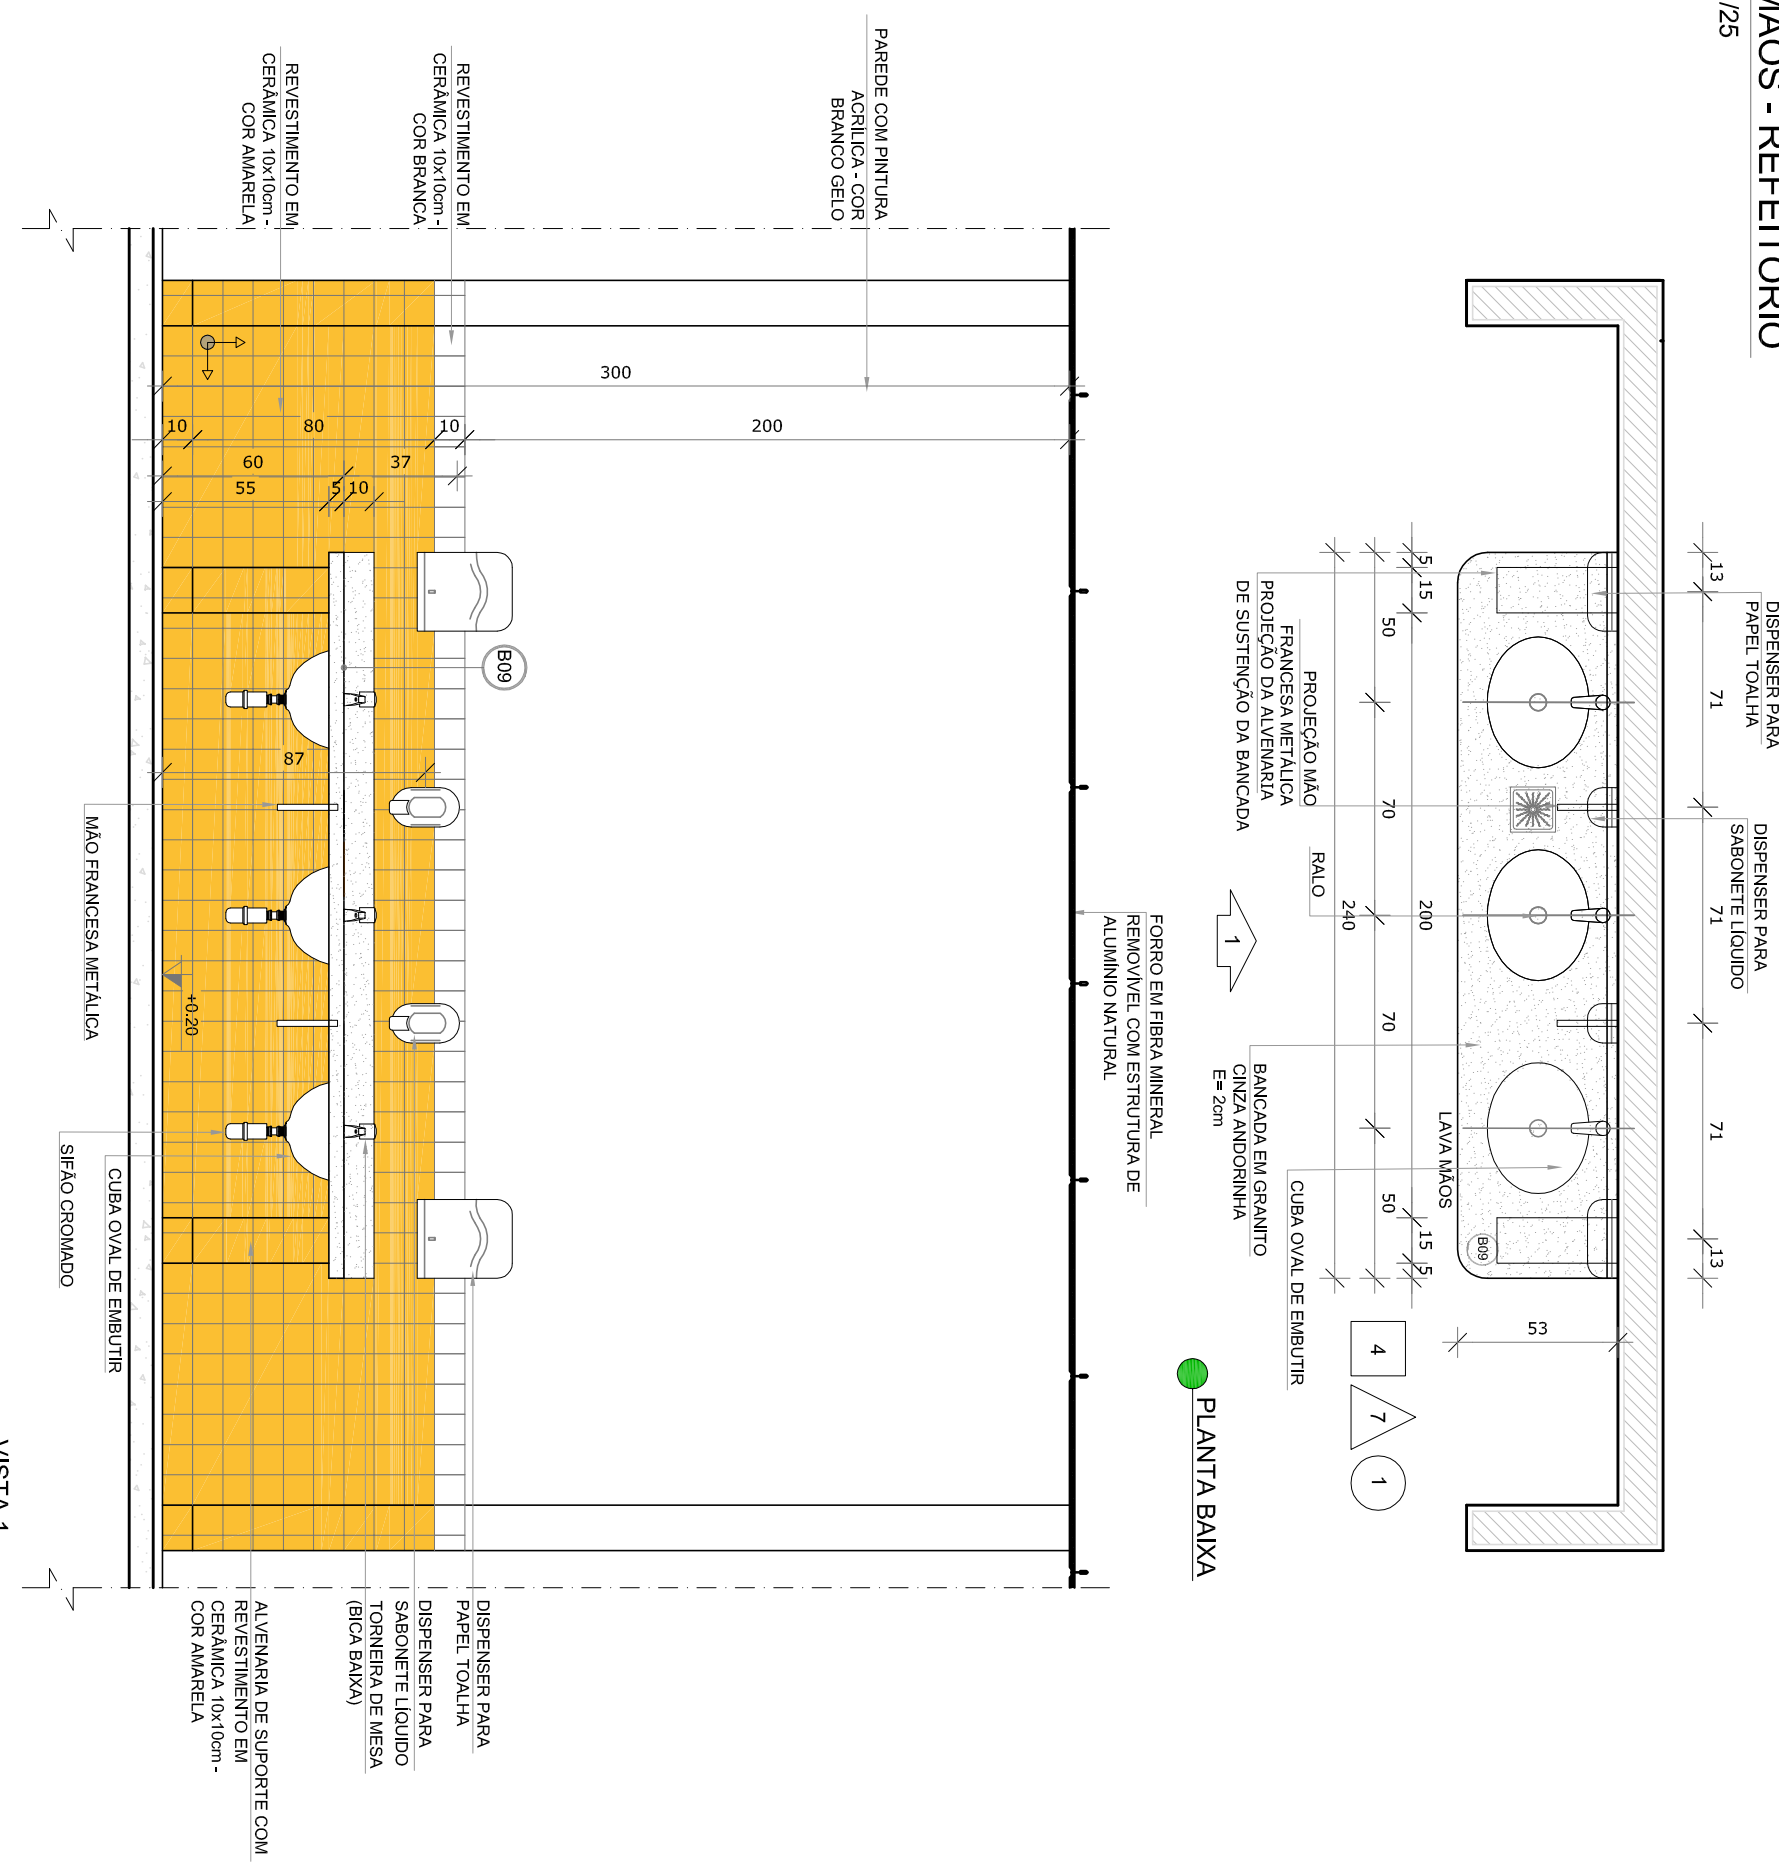 MÃOS - REFEITÓRIO
/25
DISPENSER PARA
PAPEL TOALHA
DISPENSER PARA
SABONETE LÍQUIDO
13
71
71
71
13
5
15
200
15
5
50
70
70
50
240
53
LAVA MÃOS
B09
PROJEÇÃO MÃO
FRANCESA METÁLICA
PROJEÇÃO DA ALVENARIA
DE SUSTENÇÃO DA BANCADA
RALO
1
BANCADA EM GRANITO
CINZA ANDORINHA
E= 2cm
CUBA OVAL DE EMBUTIR
4
7
1
PLANTA BAIXA
FORRO EM FIBRA MINERAL
REMOVÍVEL COM ESTRUTURA DE
ALUMÍNIO NATURAL
PAREDE COM PINTURA
ACRÍLICA - COR
BRANCO GELO
REVESTIMENTO EM
CERÂMICA 10x10cm -
COR BRANCA
REVESTIMENTO EM
CERÂMICA 10x10cm -
COR AMARELA
300
200
10
80
10
37
60
10
5
55
B09
87
+0.20
DISPENSER PARA
PAPEL TOALHA
DISPENSER PARA
SABONETE LÍQUIDO
TORNEIRA DE MESA
(BICA BAIXA)
ALVENARIA DE SUPORTE COM
REVESTIMENTO EM
CERÂMICA 10x10cm -
COR AMARELA
MÃO FRANCESA METÁLICA
CUBA OVAL DE EMBUTIR
SIFÃO CROMADO
VISTA 1